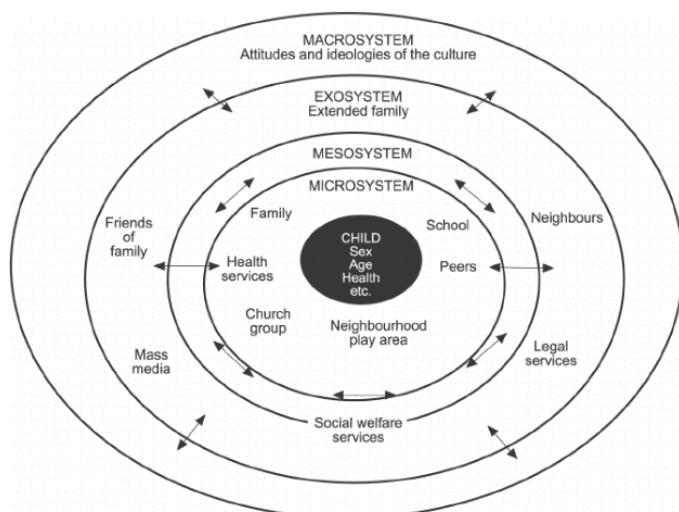 MACROSYSTEM
Attitudes and ideologies of the culture
EXOSYSTEM
Extended family
MESOSYSTEM
MICROSYSTEM
Family
School
Friends
of
family
Neighbours
CHILD
Sex
Age
Health
etc.
Health
services
Peers
Church
group
Neighbourhood
play area
Mass
media
Legal
services
Social welfare
services